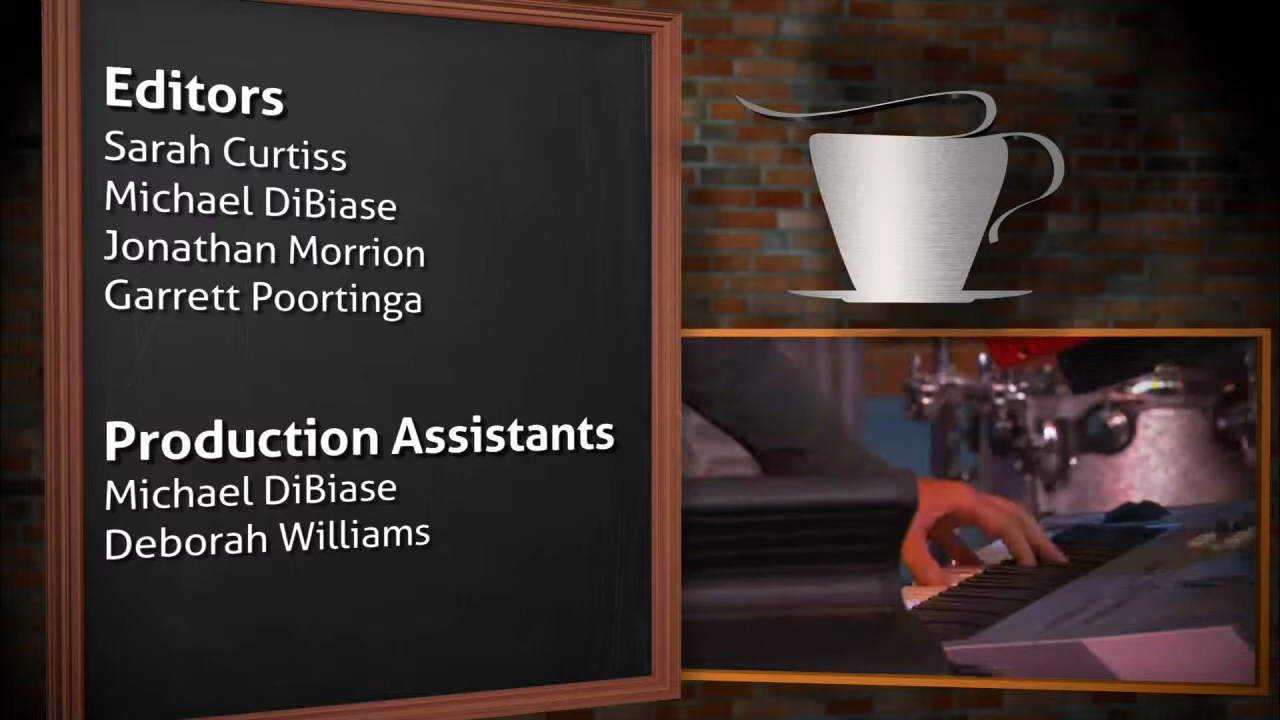 Editors
Sarah Curtiss
Michael DiBiase
Jonathan Morrion
Garrett Poortinga
Production Assistants
Michael DiBiase
Deborah Williams